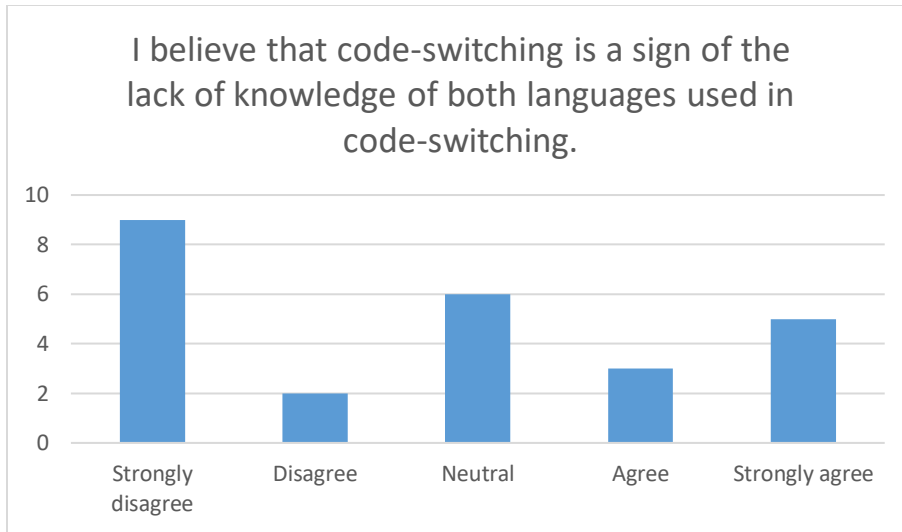 I believe that code-switching is a sign of the
lack of knowledge of both languages used in
code-switching.
10
8
6
4
2
0
Strongly
disagree
Disagree
Neutral
Agree
Strongly agree